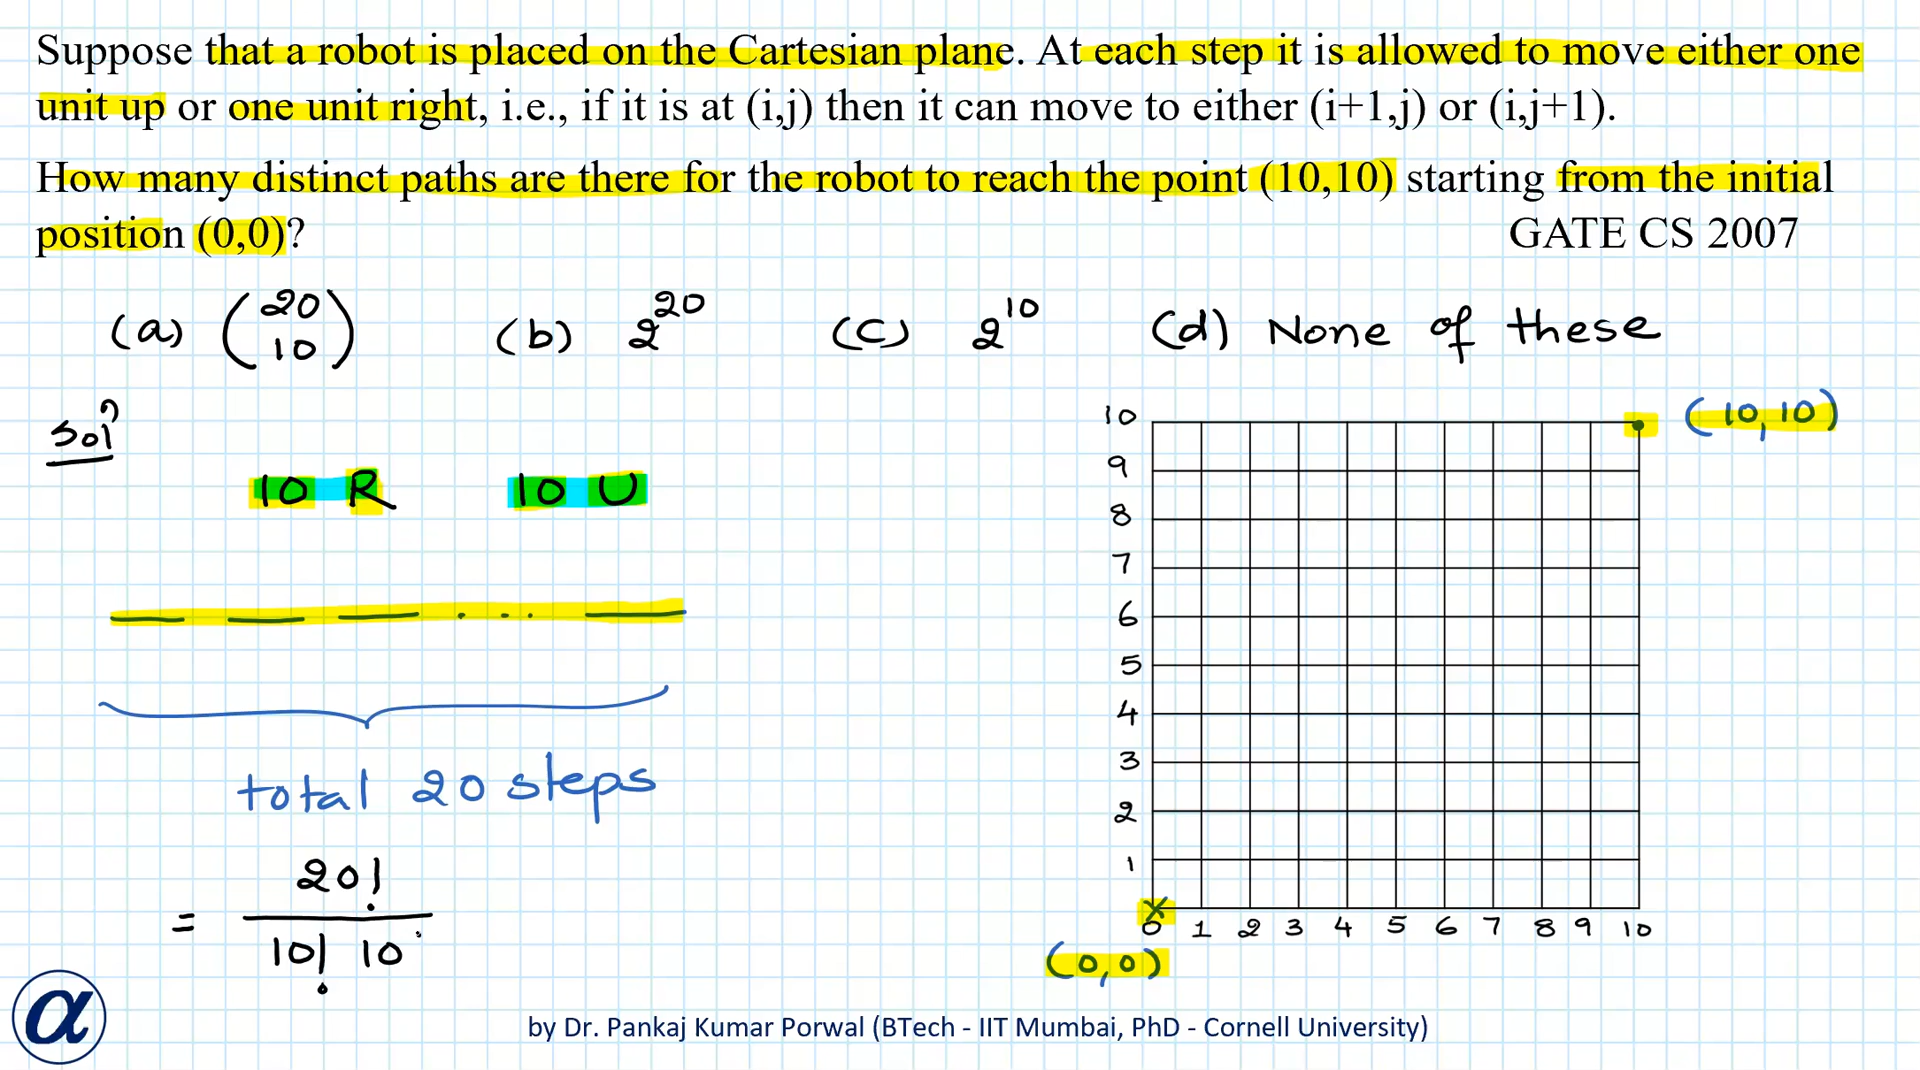 Suppose that a robot is placed on the Cartesian plane. At each step it is allowed to move either one
unit up or one unit right, i.e., if it is at (i,j) then it can move to either (i+1,j) or (i,j+1).
How many distinct paths are there for the robot to reach the point (10,10) starting from the initial
position (0,0)?
GATE CS 2007
(a) (20
10)
(b) 2^20
(c) 2^10
(d) None of these
Sol^n
10 R 10 U
— — — ... —
total 20 steps
= 20!
10! 10
(10,10)
10
9
8
7
6
5
4
3
2
1
0 1 2 3 4 5 6 7 8 9 10
(0,0)
α
by Dr. Pankaj Kumar Porwal (BTech - IIT Mumbai, PhD - Cornell University)